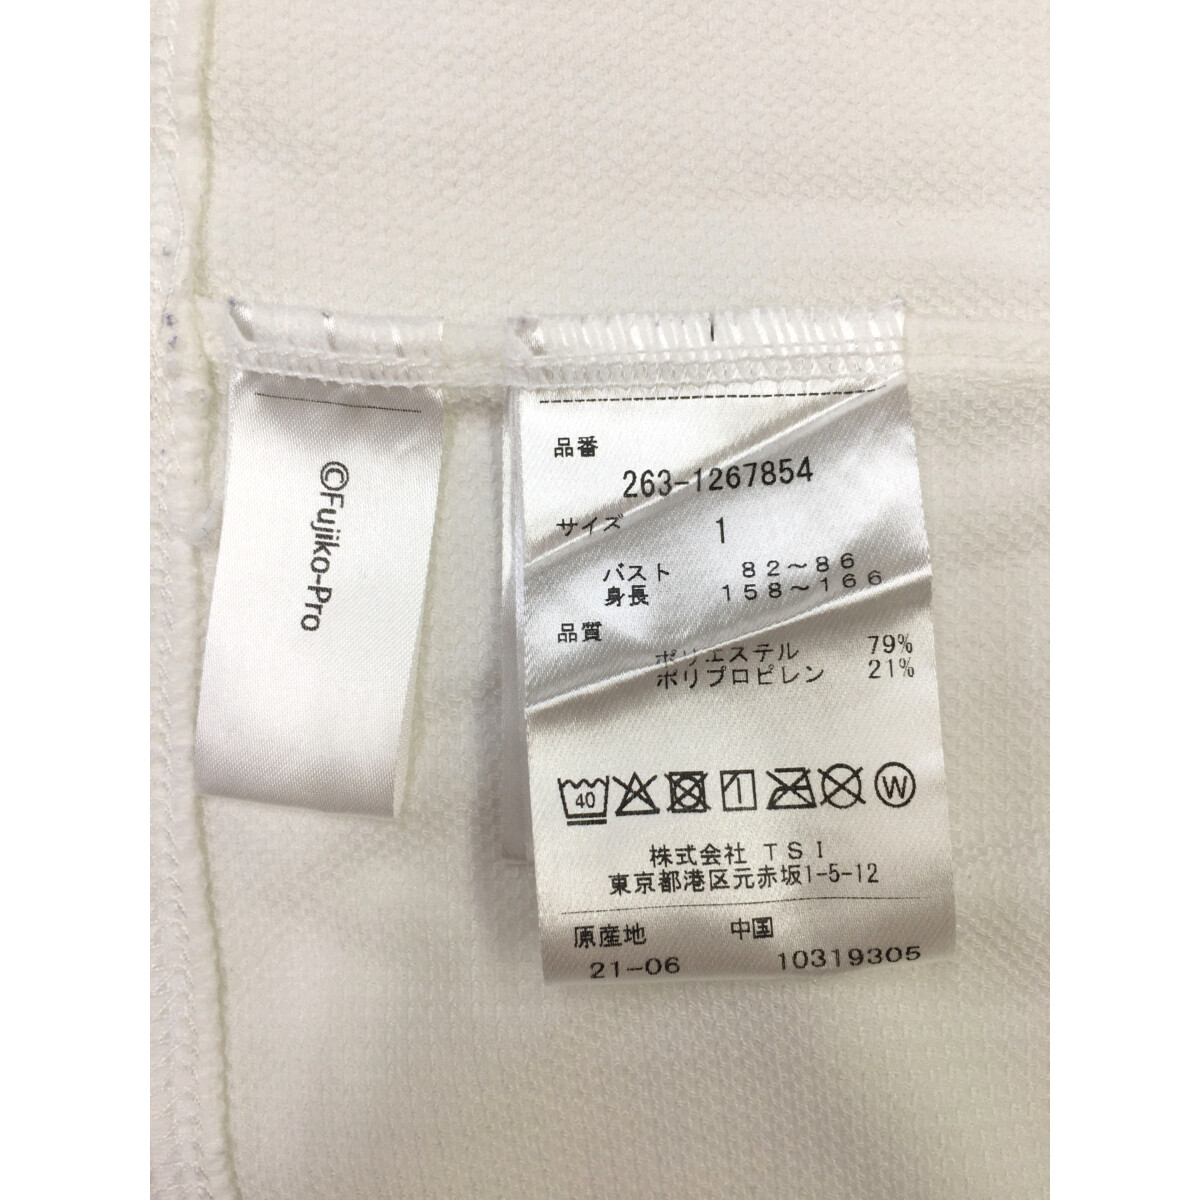 ©Fujiko-Pro
品番
263-1267854
サイズ 1
バスト 82～86
身長 158～166
品質
ポリエステル 79%
ポリプロピレン 21%
40
W
株式会社 TSI
東京都港区元赤坂1-5-12
原産地 中国
21-06 10319305